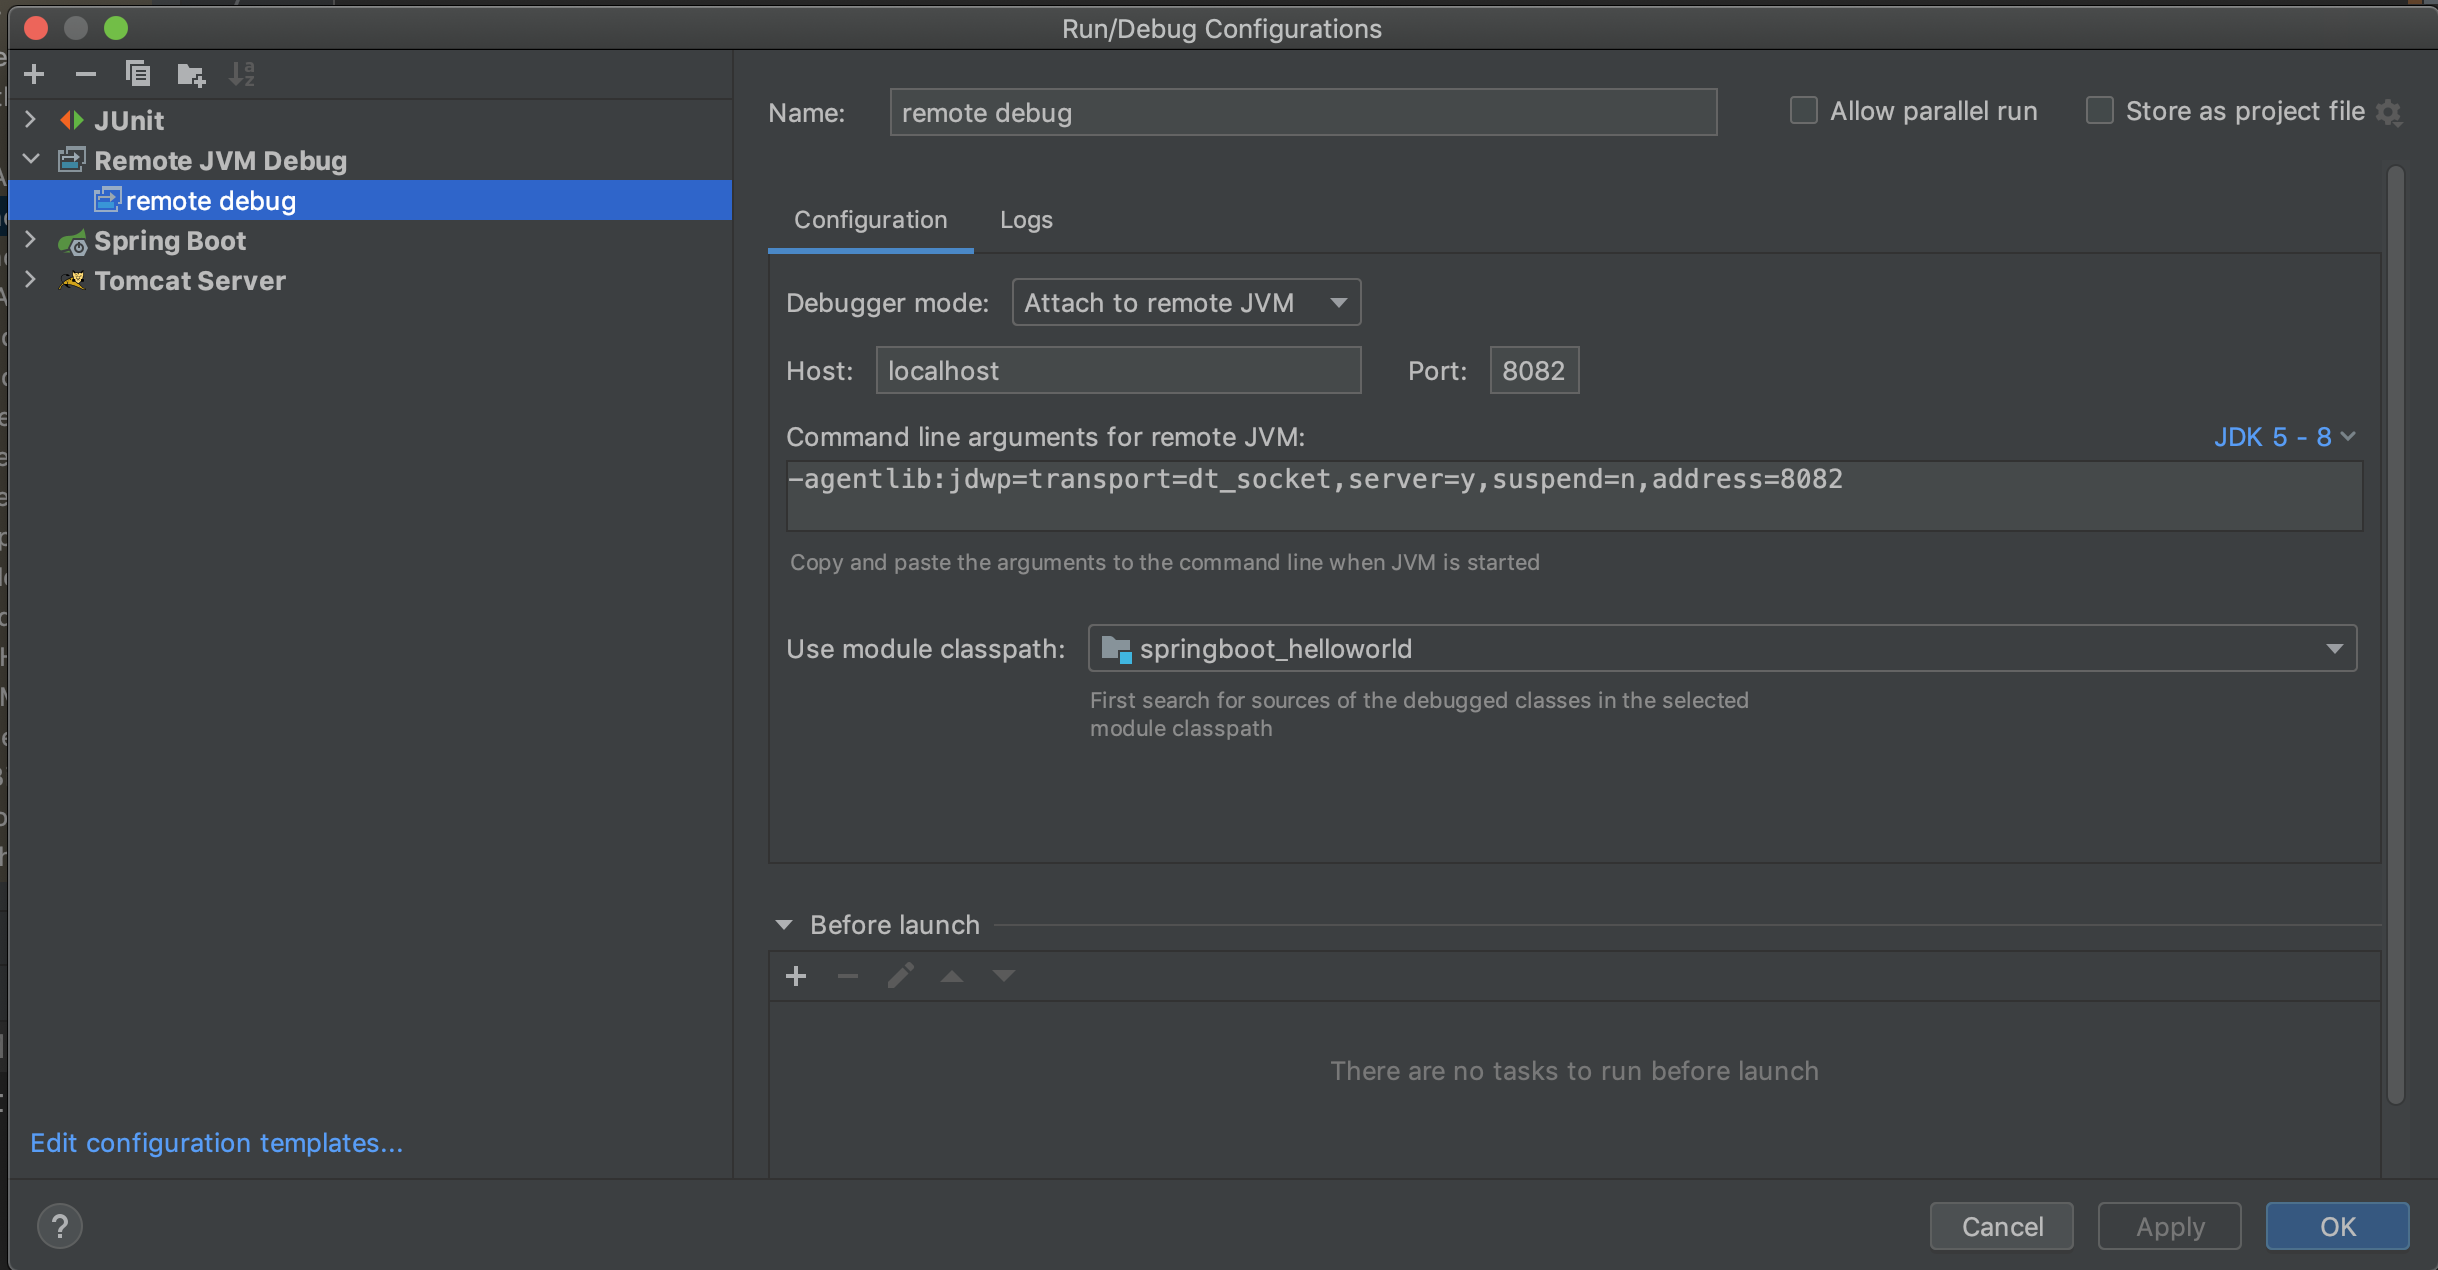 Run/Debug Configurations
JUnit
Remote JVM Debug
remote debug
Spring Boot
Tomcat Server
Edit configuration templates...
Name: remote debug
Allow parallel run
Store as project file
Configuration Logs
Debugger mode: Attach to remote JVM
Host: localhost Port: 8082
Command line arguments for remote JVM: JDK 5 - 8
-agentlib:jdwp=transport=dt_socket,server=y,suspend=n,address=8082
Copy and paste the arguments to the command line when JVM is started
Use module classpath: springboot_helloworld
First search for sources of the debugged classes in the selected
module classpath
Before launch
There are no tasks to run before launch
? Cancel Apply OK